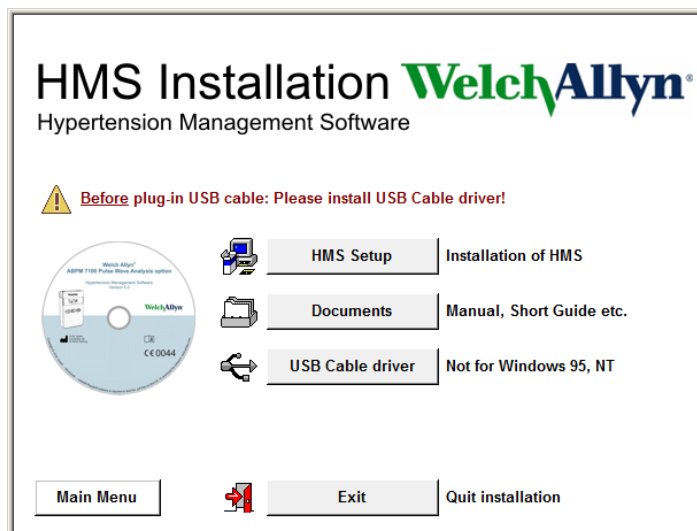 HMS Installation WelchAllyn®
Hypertension Management Software
Before plug-in USB cable: Please install USB Cable driver!
Welch Allyn®
ABPM 7100 Pulse Wave Analysis option
Hypertension Management Software
WelchAllyn
CE 0044
HMS Setup Installation of HMS
Documents Manual, Short Guide etc.
USB Cable driver Not for Windows 95, NT
Main Menu Exit Quit installation